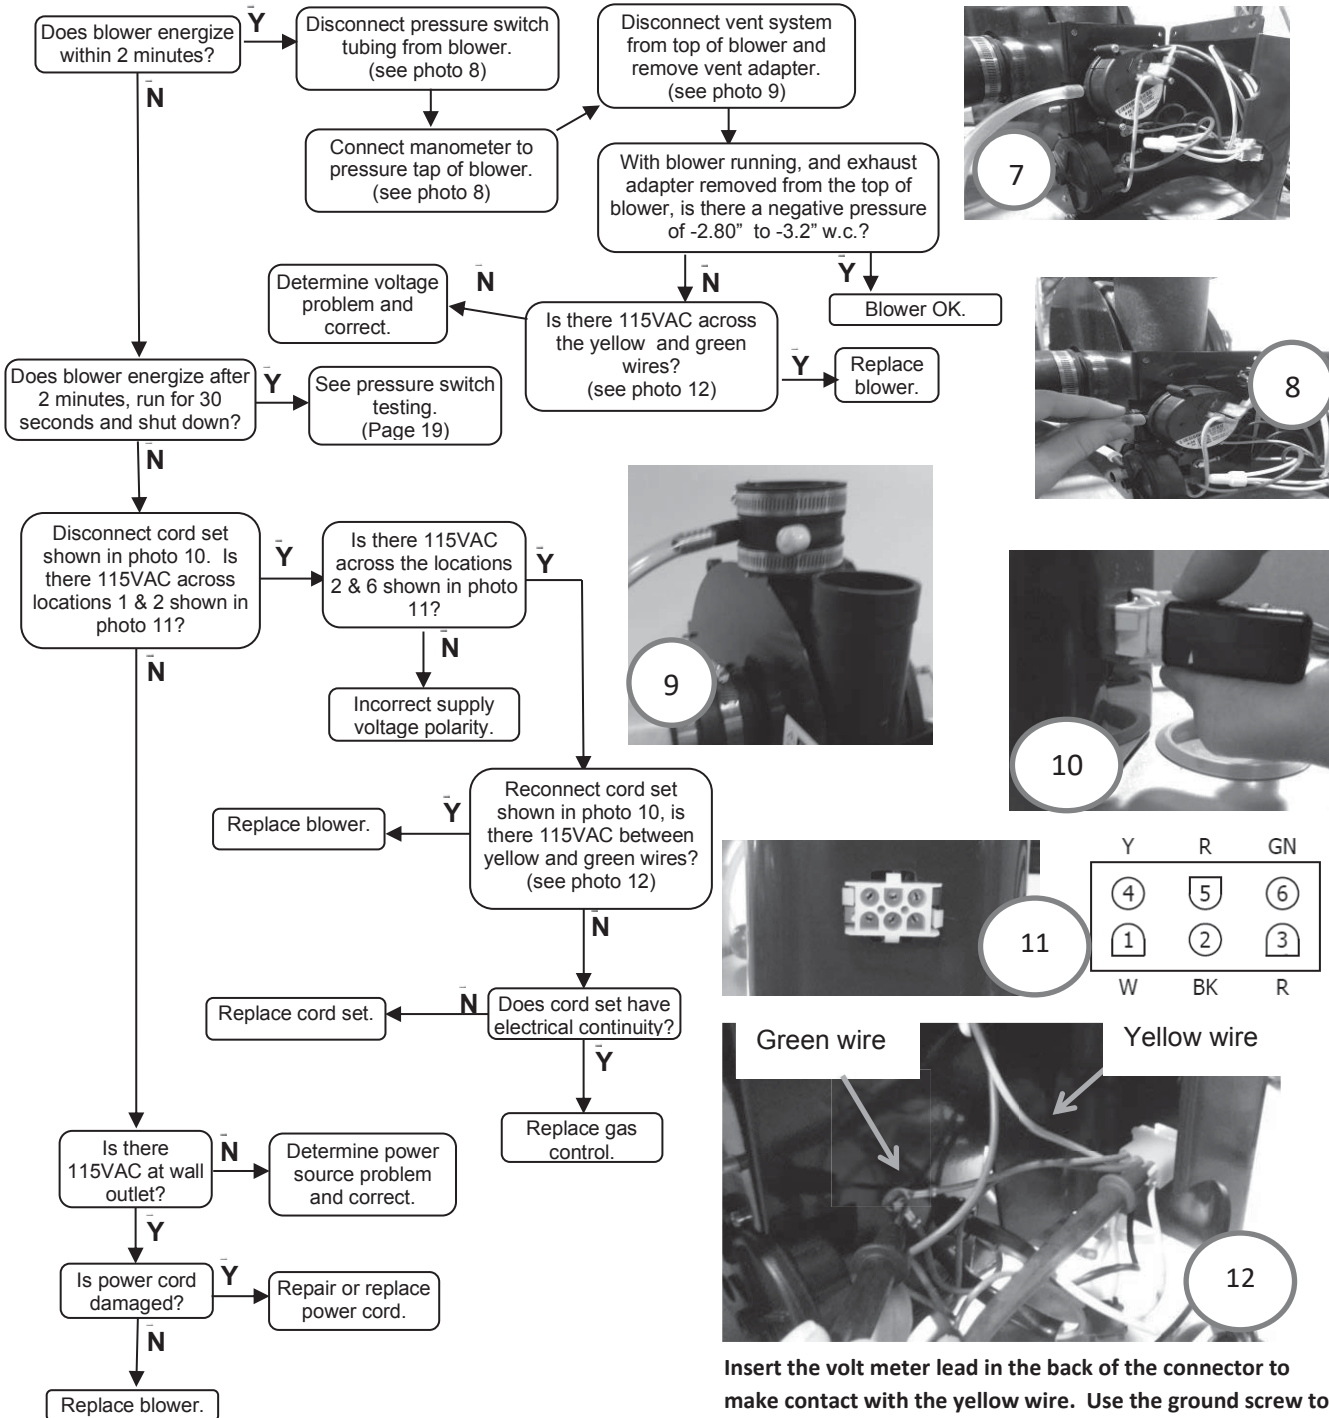 Does blower energize
within 2 minutes?
Y
N
Disconnect pressure switch
tubing from blower.
(see photo 8)
Connect manometer to
pressure tap of blower.
(see photo 8)
Disconnect vent system
from top of blower and
remove vent adapter.
(see photo 9)
With blower running, and exhaust
adapter removed from the top of
blower, is there a negative pressure
of -2.80” to -3.2” w.c.?
N
Y
Blower OK.
Is there 115VAC across
the yellow and green
wires?
(see photo 12)
N
Determine voltage
problem and
correct.
Y
Replace
blower.
Does blower energize after
2 minutes, run for 30
seconds and shut down?
Y
See pressure switch
testing.
(Page 19)
N
Disconnect cord set
shown in photo 10. Is
there 115VAC across
locations 1 & 2 shown in
photo 11?
Y
N
Is there 115VAC
across the locations
2 & 6 shown in photo
11?
Y
N
Incorrect supply
voltage polarity.
Reconnect cord set
shown in photo 10, is
there 115VAC between
yellow and green wires?
(see photo 12)
Y
Replace blower.
N
Does cord set have
electrical continuity?
N
Replace cord set.
Y
Replace gas
control.
Is there
115VAC at wall
outlet?
N
Determine power
source problem
and correct.
Y
Is power cord
damaged?
Y
Repair or replace
power cord.
N
Replace blower.
7
8
9
10
11
Y R GN
4 5 6
1 2 3
W BK R
Green wire
Yellow wire
12
Insert the volt meter lead in the back of the connector to
make contact with the yellow wire. Use the ground screw to